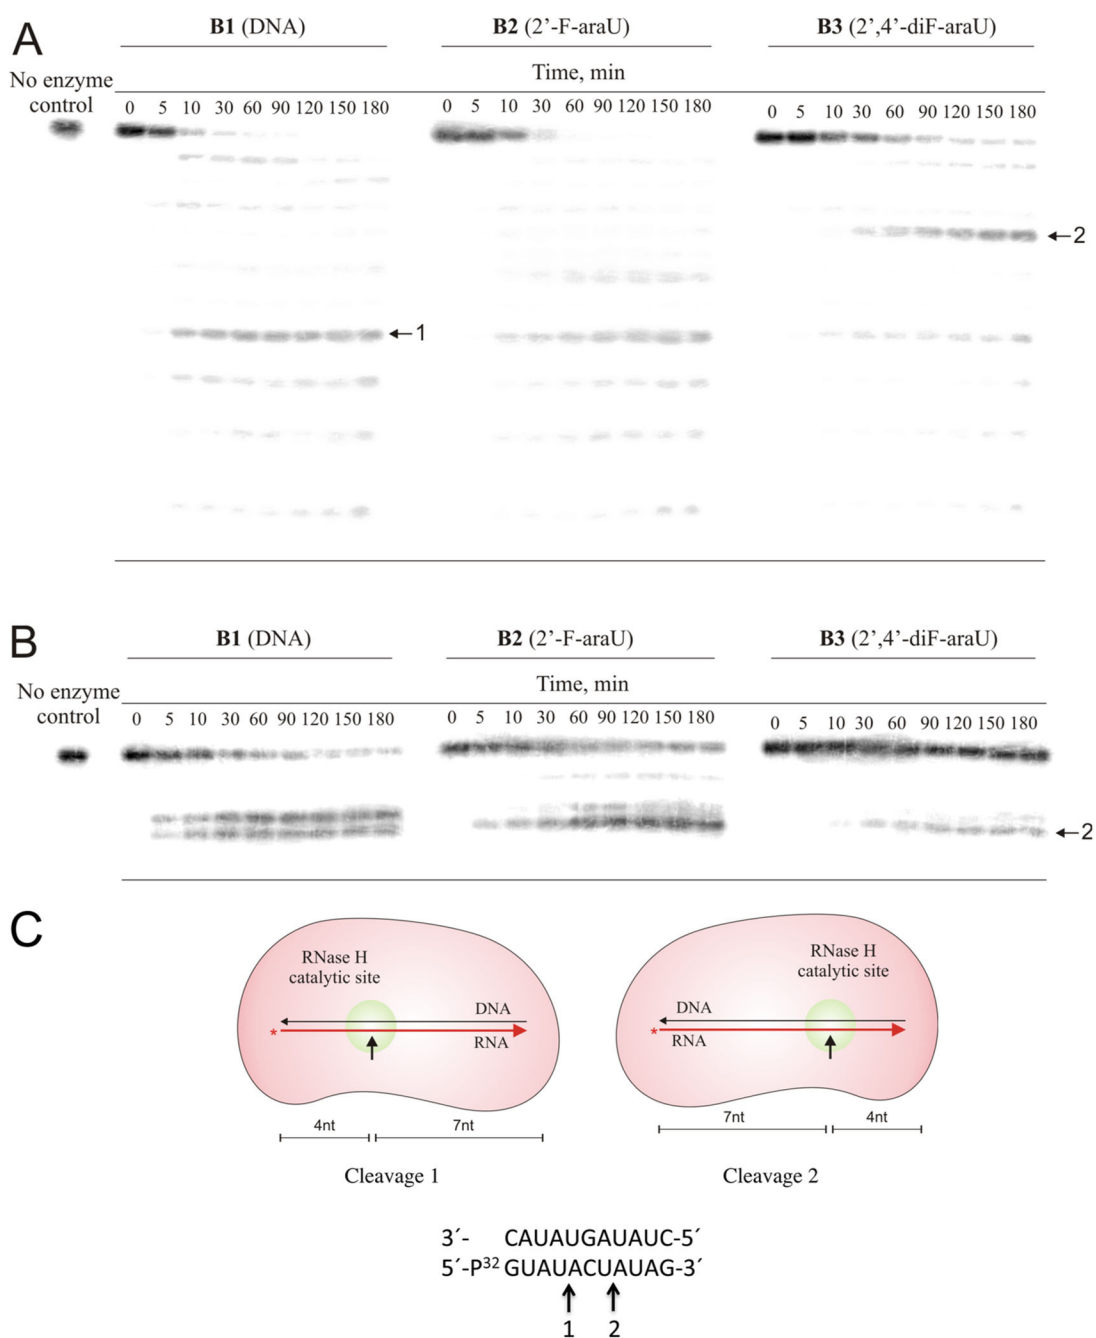 A
B1 (DNA)
B2 (2’-F-araU)
B3 (2’,4’-diF-araU)
Time, min
No enzyme
control
0 5 10 30 60 90 120 150 180
0 5 10 30 60 90 120 150 180
0 5 10 30 60 90 120 150 180
2
1
B
B1 (DNA)
B2 (2’-F-araU)
B3 (2’,4’-diF-araU)
Time, min
No enzyme
control
0 5 10 30 60 90 120 150 180
0 5 10 30 60 90 120 150 180
0 5 10 30 60 90 120 150 180
2
C
RNase H
catalytic site
DNA
*
RNA
4nt
7nt
Cleavage 1
RNase H
catalytic site
DNA
*
RNA
7nt
4nt
Cleavage 2
3´- CAUAUGAUAUC-5´
5´-P³² GUAUACUAUAG-3´
1 2